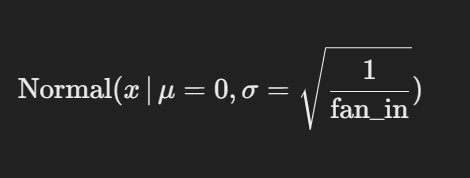 Normal(x | μ = 0, σ = √(1/fan_in))